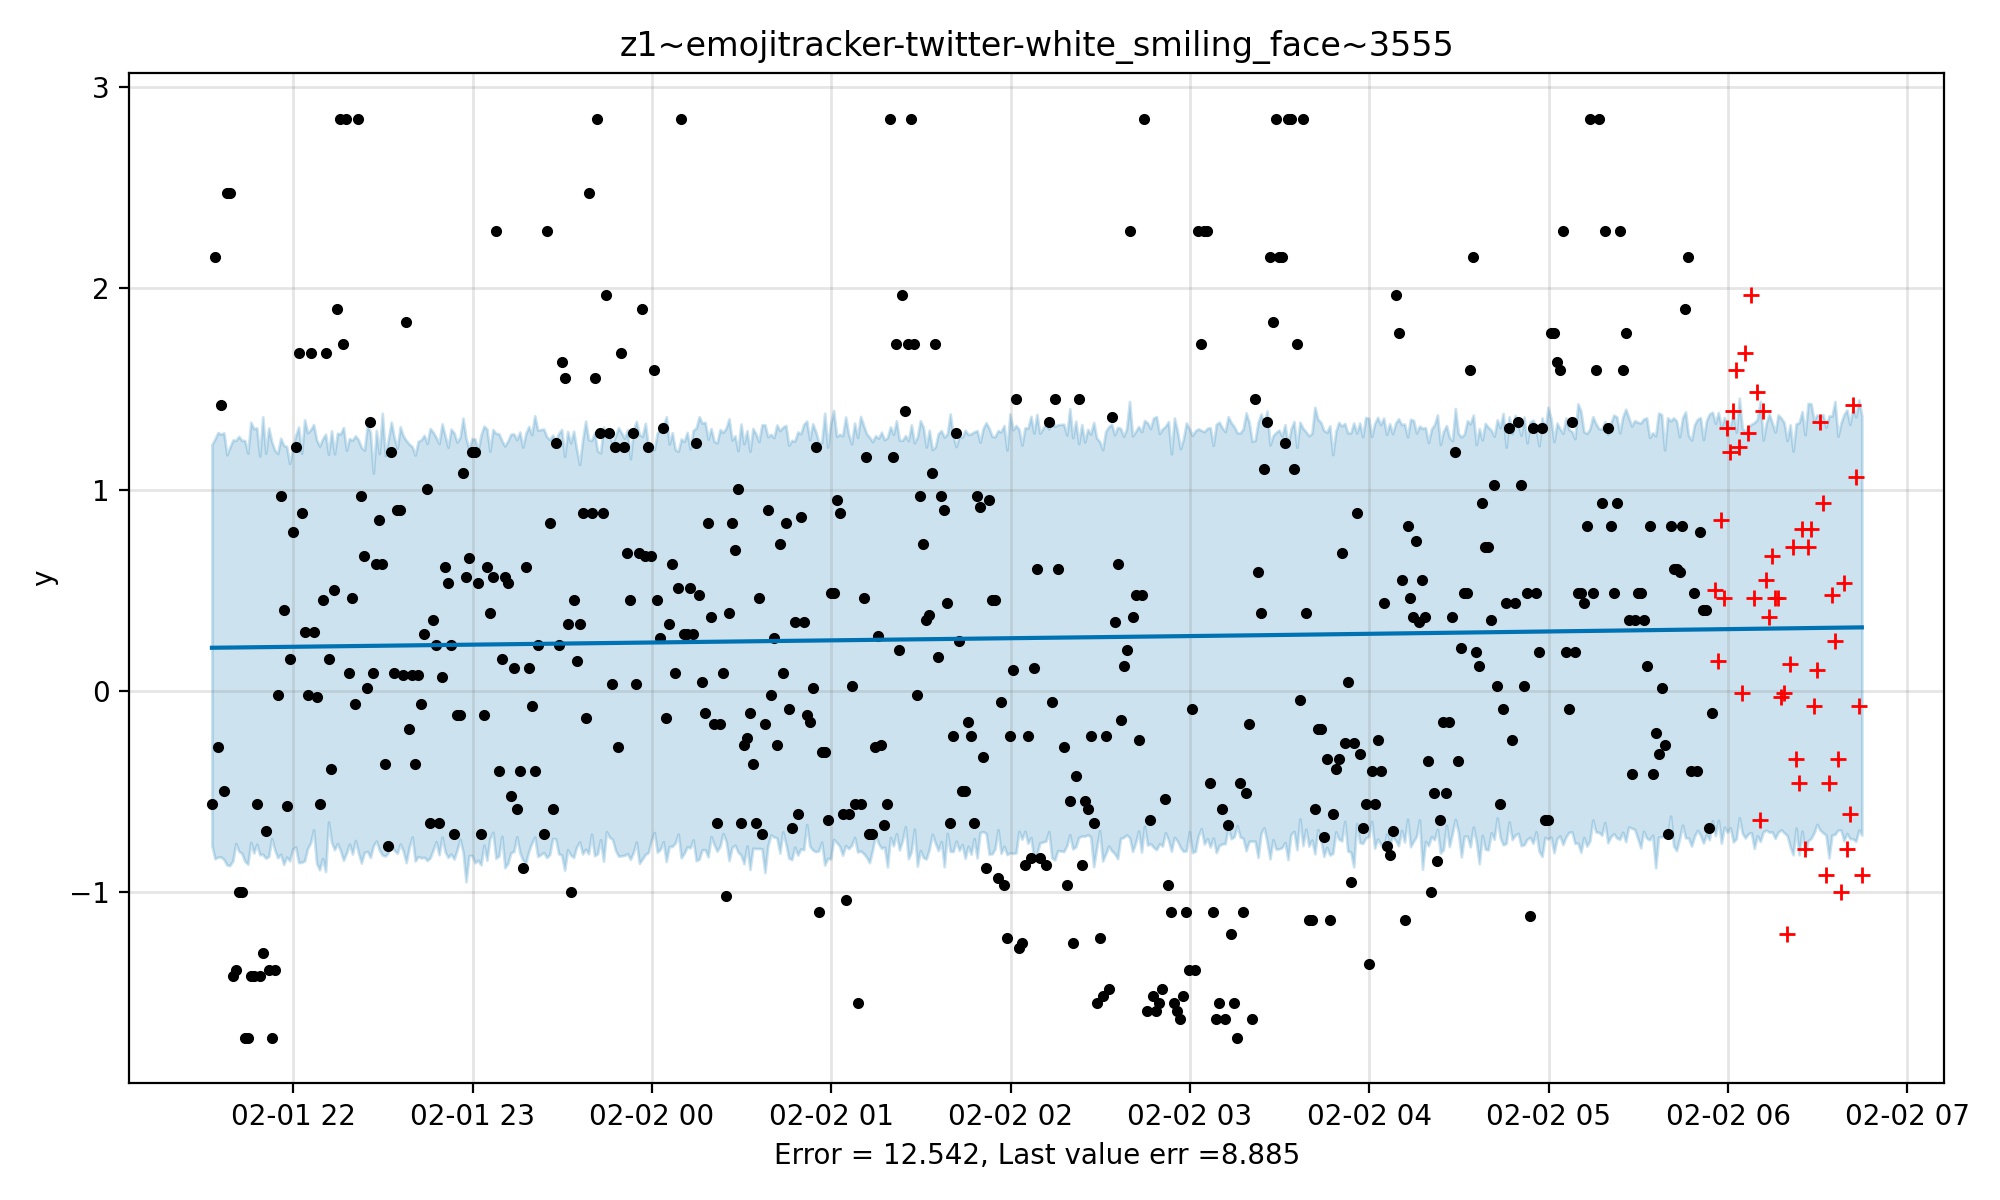 z1~emojitracker-twitter-white_smiling_face~3555
3
2
1
0
−1
y
02-01 22 02-01 23 02-02 00 02-02 01 02-02 02 02-02 03 02-02 04 02-02 05 02-02 06 02-02 07
Error = 12.542, Last value err =8.885